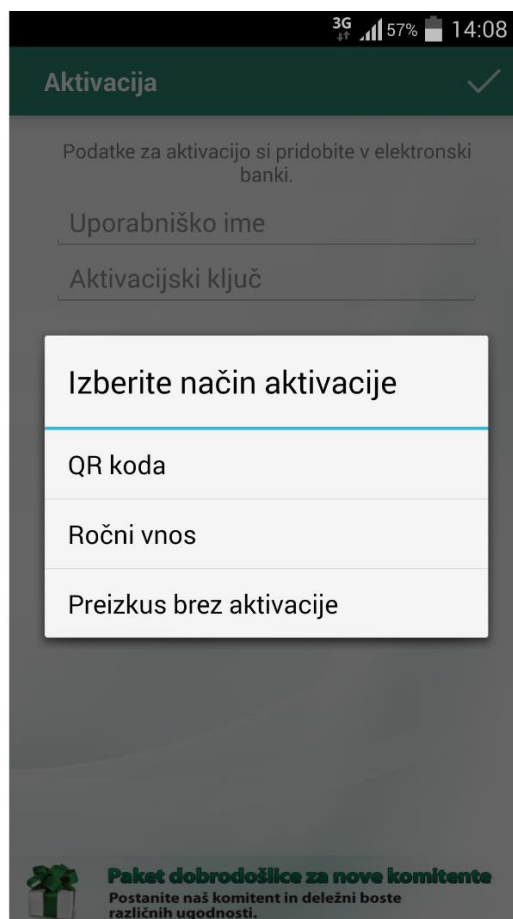 3G 57% 14:08
Aktivacija
Podatke za aktivacijo si pridobite v elektronski
banki.
Uporabniško ime
Aktivacijski ključ
Izberite način aktivacije
QR koda
Ročni vnos
Preizkus brez aktivacije
Paket dobrodošlice za nove komitente
Postanite naš komitent in deležni boste
različnih ugodnosti.